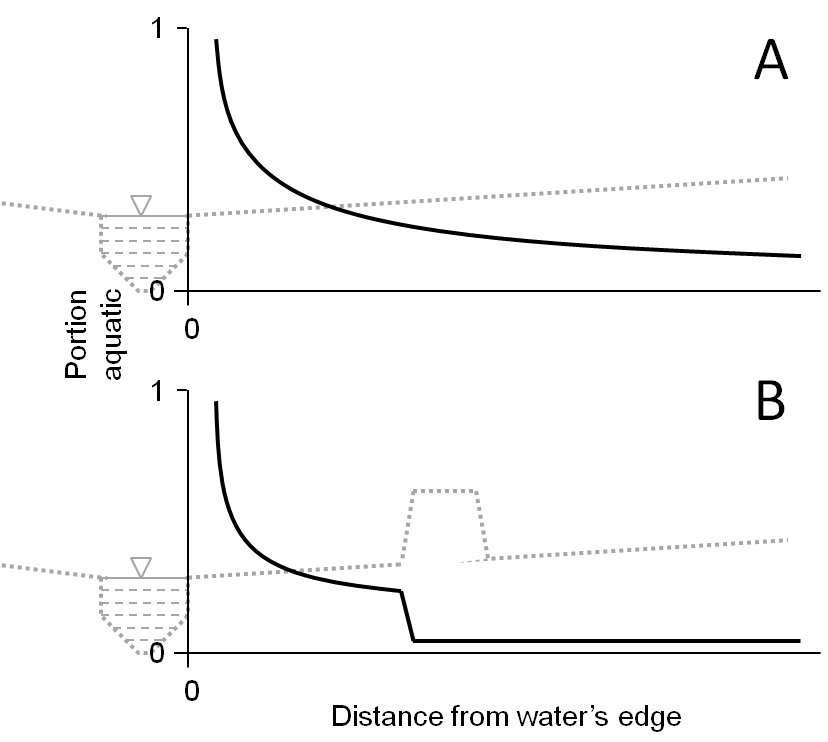 1
A
0
0
Portion
aquatic
1
B
0
0
Distance from water's edge